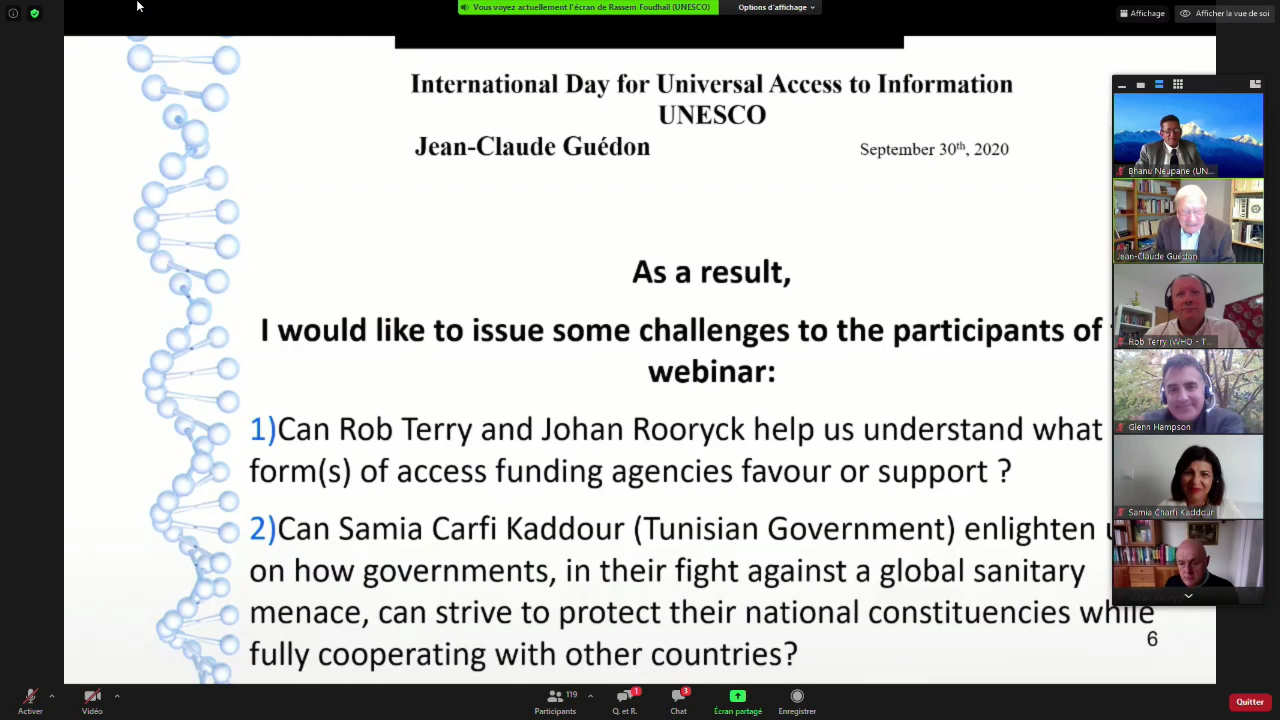 Vous voyez actuellement l'écran de Rassem Foudhail (UNESCO)
Options d'affichage
Affichage
Afficher la vue de soi
International Day for Universal Access to Information
UNESCO
Jean-Claude Guédon
September 30th, 2020
As a result,
I would like to issue some challenges to the participants of
webinar:
1)Can Rob Terry and Johan Rooryck help us understand what
form(s) of access funding agencies favour or support ?
2)Can Samia Carfi Kaddour (Tunisian Government) enlighten
on how governments, in their fight against a global sanitary
menace, can strive to protect their national constituencies while
fully cooperating with other countries?
6
Bhanu Neupane (UN...
Jean-Claude Guédon
Rob Terry (WHO - T...
Glenn Hampson
Samia Charfi Kaddour
Activer
Vidéo
119
Participants
1
Q. et R.
3
Chat
Écran partagé
Enregistrer
Quitter